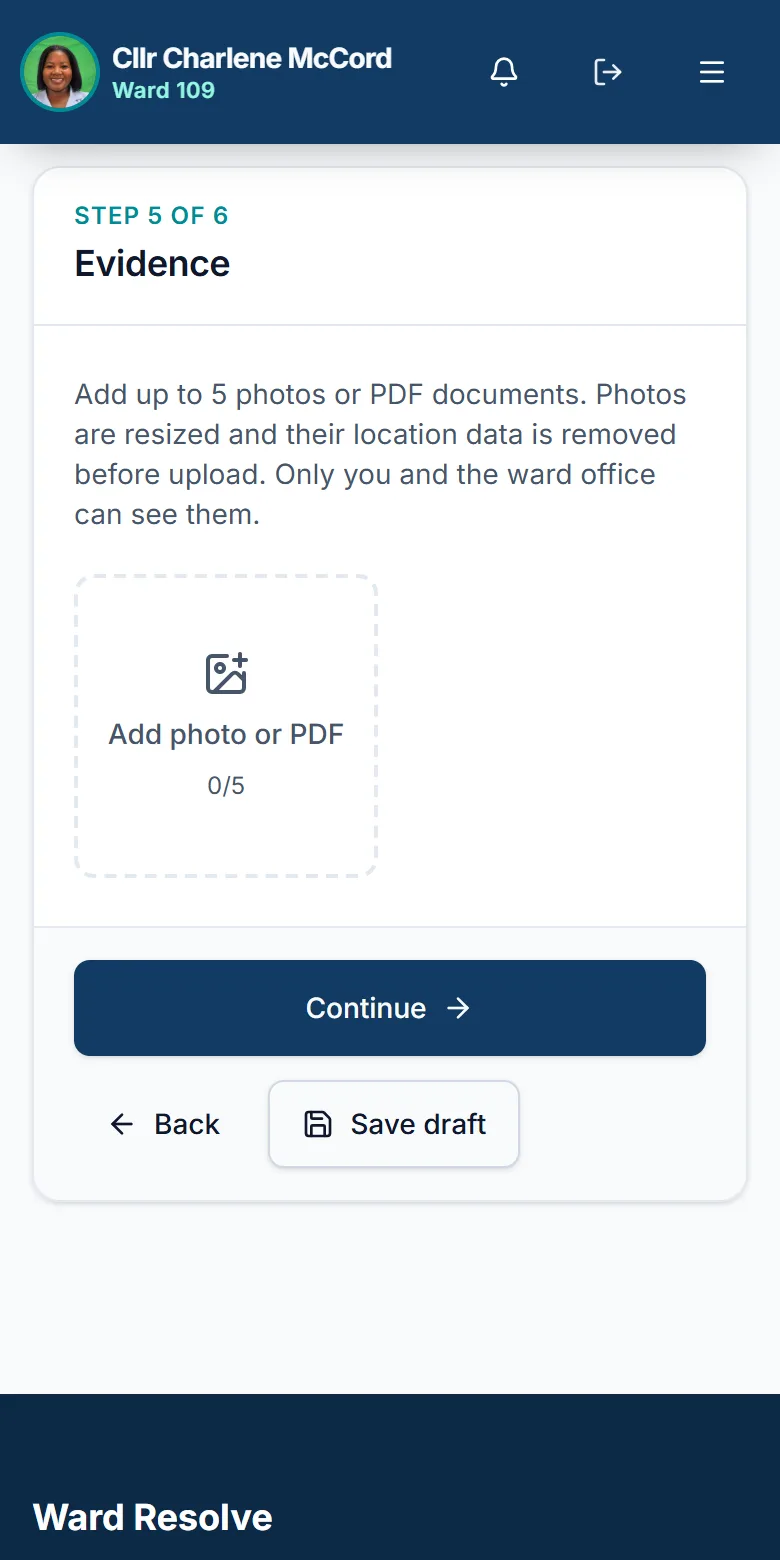 Cllr Charlene McCord
Ward 109
STEP 5 OF 6
Evidence
Add up to 5 photos or PDF documents. Photos
are resized and their location data is removed
before upload. Only you and the ward office
can see them.
Add photo or PDF
0/5
Continue
Back
Save draft
Ward Resolve